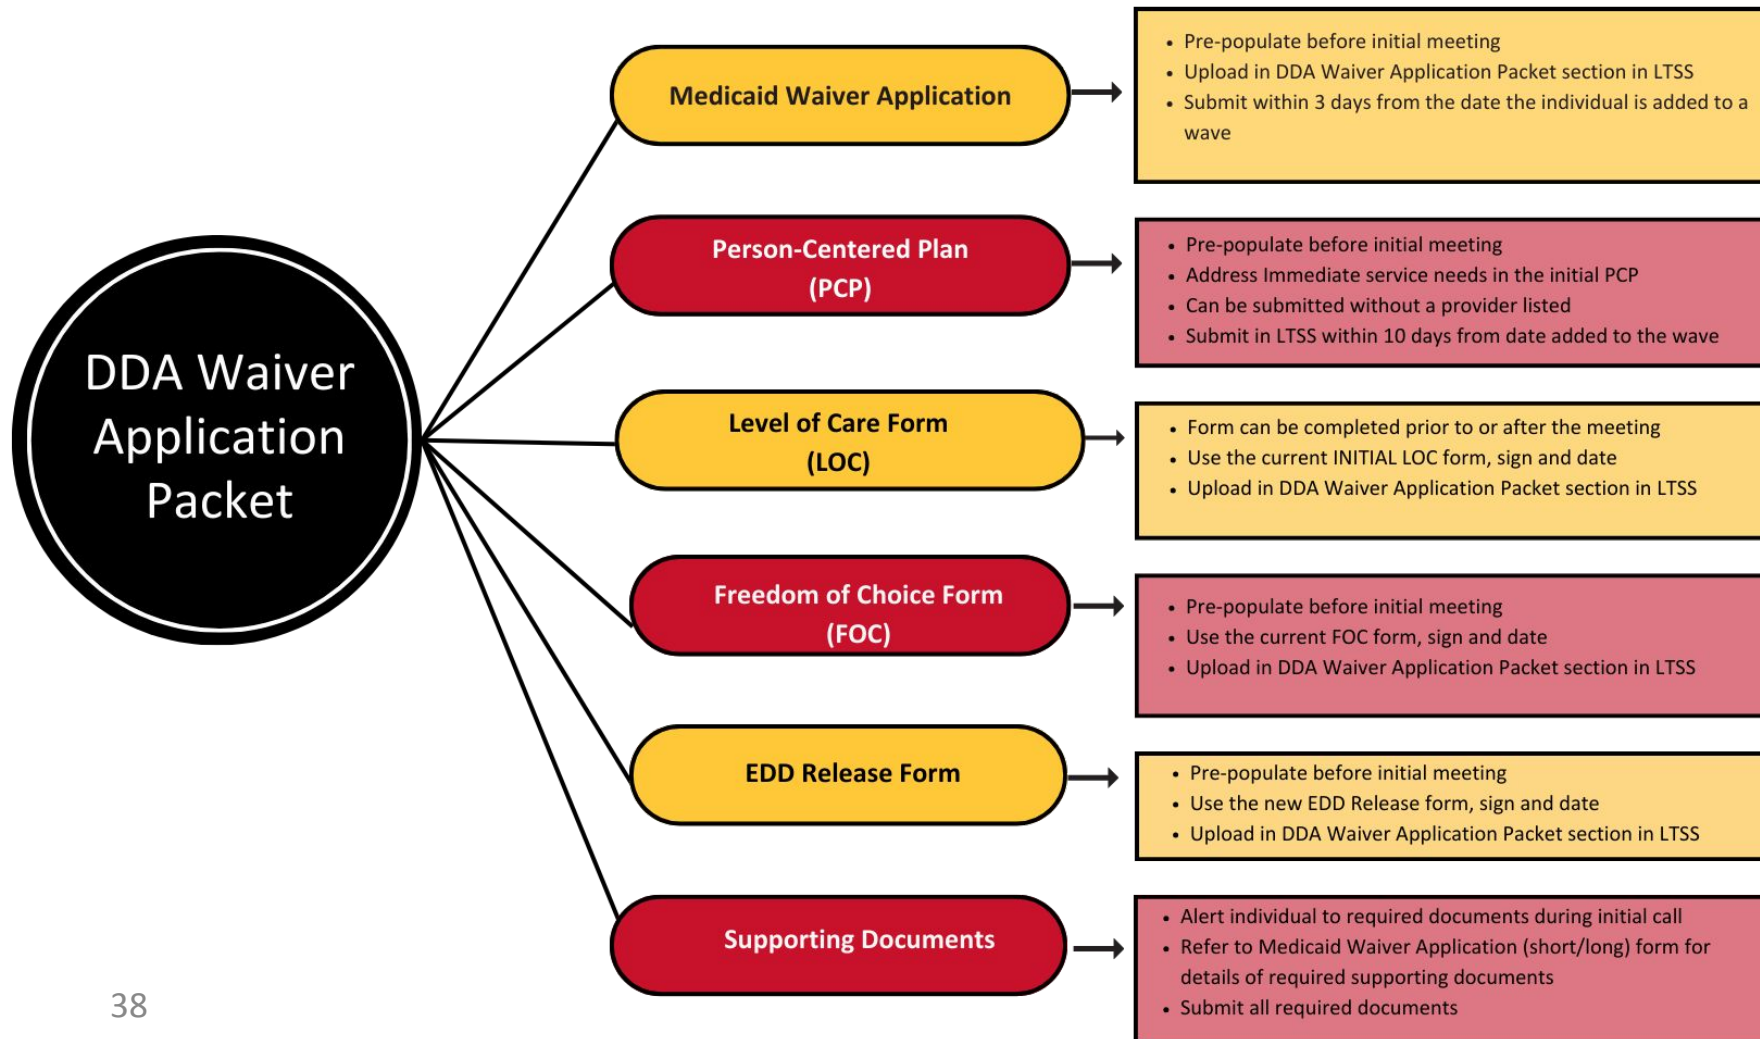 DDA Waiver
Application
Packet
Medicaid Waiver Application
• Pre-populate before initial meeting
• Upload in DDA Waiver Application Packet section in LTSS
• Submit within 3 days from the date the individual is added to a
wave
Person-Centered Plan
(PCP)
• Pre-populate before initial meeting
• Address Immediate service needs in the initial PCP
• Can be submitted without a provider listed
• Submit in LTSS within 10 days from date added to the wave
Level of Care Form
(LOC)
• Form can be completed prior to or after the meeting
• Use the current INITIAL LOC form, sign and date
• Upload in DDA Waiver Application Packet section in LTSS
Freedom of Choice Form
(FOC)
• Pre-populate before initial meeting
• Use the current FOC form, sign and date
• Upload in DDA Waiver Application Packet section in LTSS
EDD Release Form
• Pre-populate before initial meeting
• Use the new EDD Release form, sign and date
• Upload in DDA Waiver Application Packet section in LTSS
Supporting Documents
• Alert individual to required documents during initial call
• Refer to Medicaid Waiver Application (short/long) form for
details of required supporting documents
• Submit all required documents
38